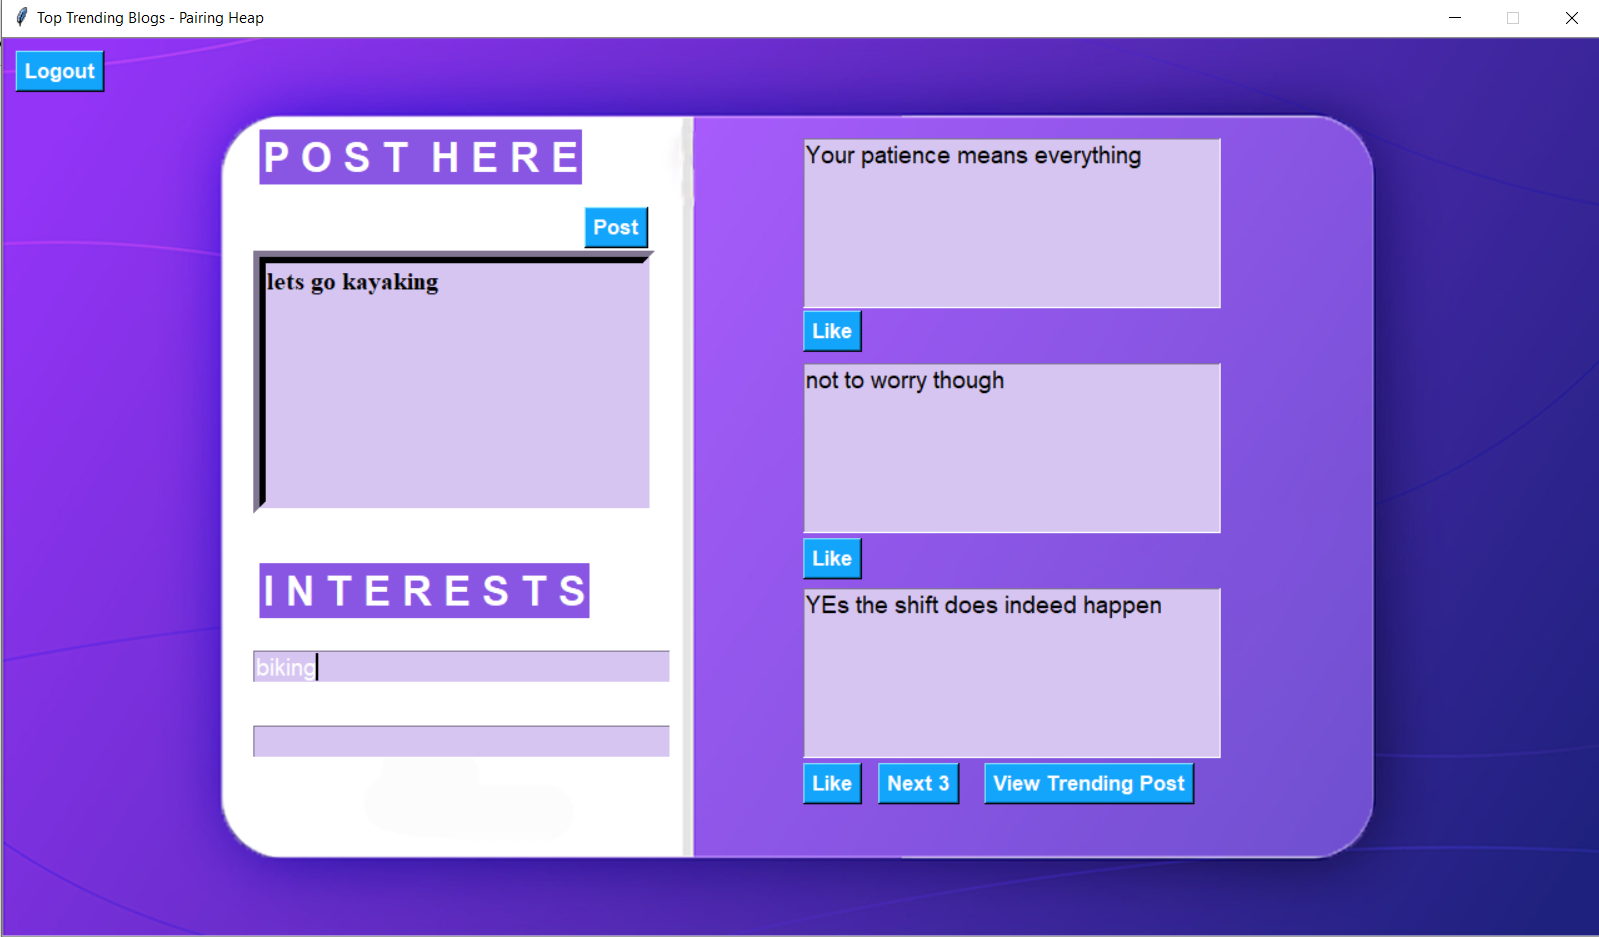 Top Trending Blogs - Pairing Heap
Logout
POST HERE
Post
lets go kayaking
INTERESTS
biking
Your patience means everything
Like
not to worry though
Like
YEs the shift does indeed happen
Like Next 3 View Trending Post